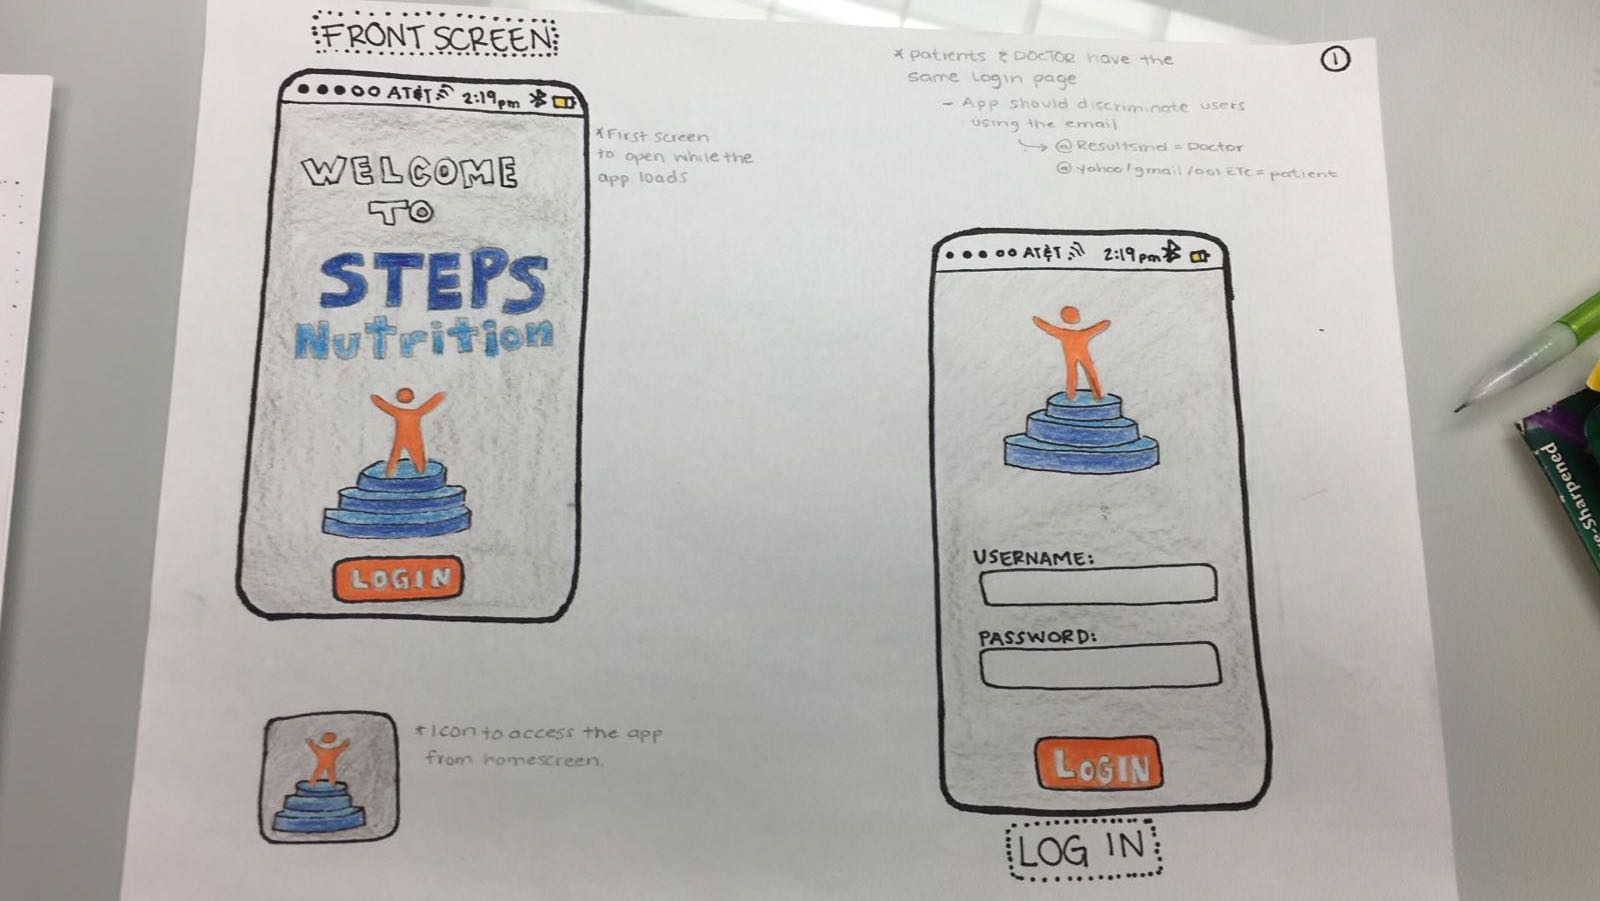 FRONT SCREEN
●●●○○ AT&T 2:19pm
WELCOME
TO
STEPS
Nutrition
LOGIN
*First screen
to open while the
app loads
*Icon to access the app
from homescreen.
* patients & DOCTOR have the
same Login page
- App should discriminate users
using the email
→ @Resultsmd = Doctor
@yahoo/gmail/aol ETC = patient
1
●●●○○ AT&T 2:19pm
USERNAME:
PASSWORD:
LOGIN
LOG IN
-Sharpened